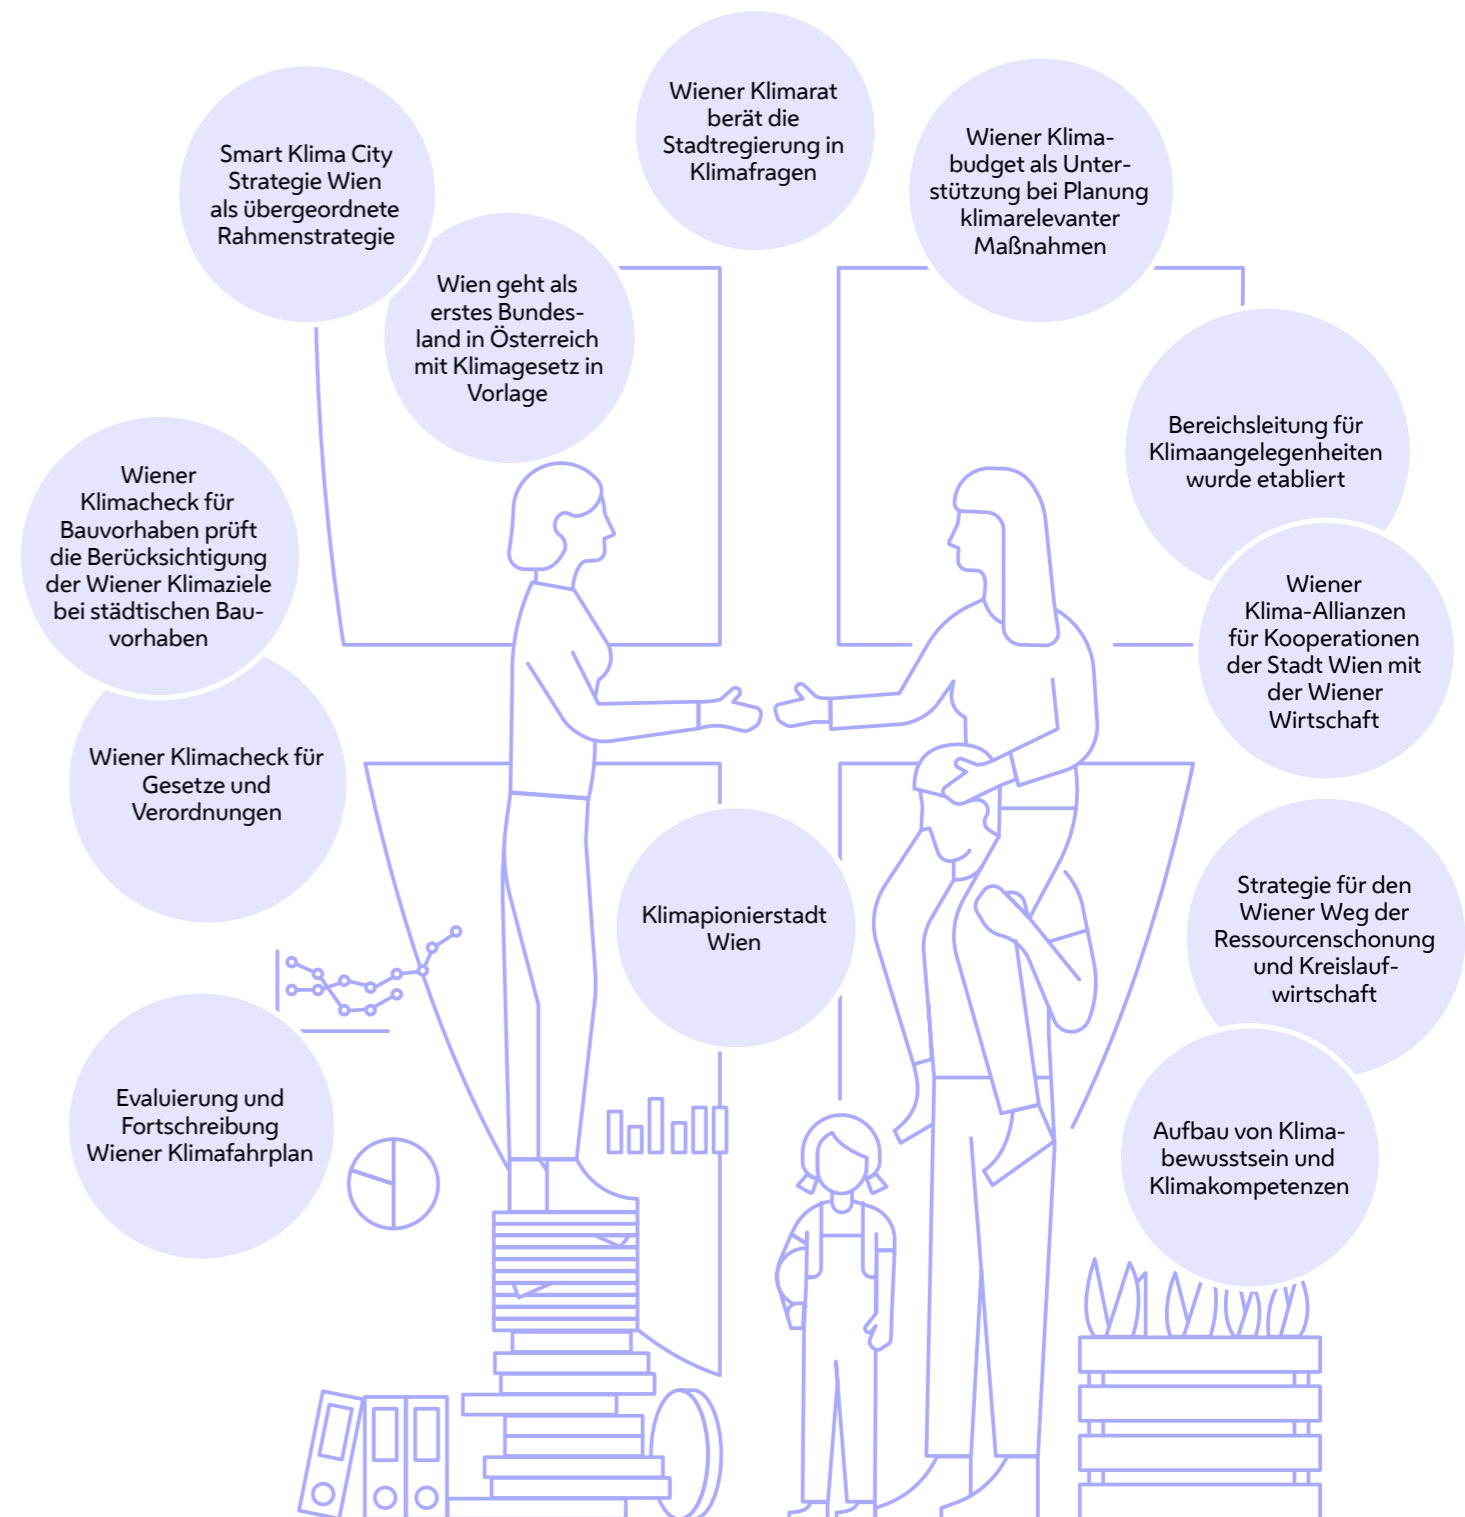 Wiener Klimarat
berät die
Stadtregierung in
Klimafragen
Smart Klima City
Strategie Wien
als übergeordnete
Rahmenstrategie
Wiener Klima-
budget als Unter-
stützung bei Planung
klimarelevanter
Maßnahmen
Wien geht als
erstes Bundes-
land in Österreich
mit Klimagesetz in
Vorlage
Bereichsleitung für
Klimaangelegenheiten
wurde etabliert
Wiener
Klimacheck für
Bauvorhaben prüft
die Berücksichtigung
der Wiener Klimaziele
bei städtischen Bau-
vorhaben
Wiener
Klima-Allianzen
für Kooperationen
der Stadt Wien mit
der Wiener
Wirtschaft
Wiener Klimacheck für
Gesetze und
Verordnungen
Klimapionierstadt
Wien
Strategie für den
Wiener Weg der
Ressourcenschonung
und Kreislauf-
wirtschaft
Evaluierung und
Fortschreibung
Wiener Klimafahrplan
Aufbau von Klima-
bewusstsein und
Klimakompetenzen